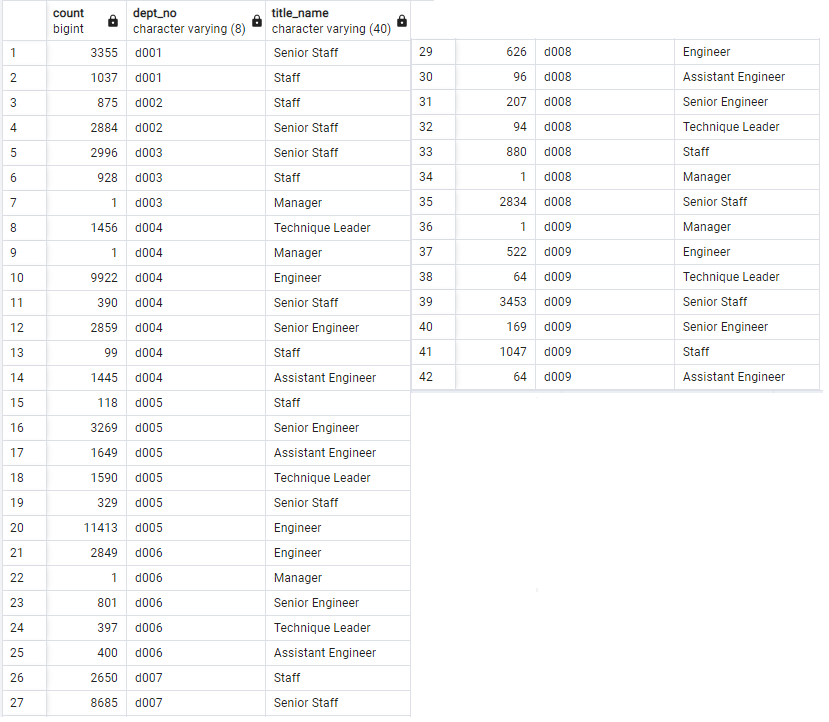 count dept_no title_name
bigint character varying (8) character varying (40)
1 3355 d001 Senior Staff
2 1037 d001 Staff
3 875 d002 Staff
4 2884 d002 Senior Staff
5 2996 d003 Senior Staff
6 928 d003 Staff
7 1 d003 Manager
8 1456 d004 Technique Leader
9 1 d004 Manager
10 9922 d004 Engineer
11 390 d004 Senior Staff
12 2859 d004 Senior Engineer
13 99 d004 Staff
14 1445 d004 Assistant Engineer
15 118 d005 Staff
16 3269 d005 Senior Engineer
17 1649 d005 Assistant Engineer
18 1590 d005 Technique Leader
19 329 d005 Senior Staff
20 11413 d005 Engineer
21 2849 d006 Engineer
22 1 d006 Manager
23 801 d006 Senior Engineer
24 397 d006 Technique Leader
25 400 d006 Assistant Engineer
26 2650 d007 Staff
27 8685 d007 Senior Staff
29 626 d008 Engineer
30 96 d008 Assistant Engineer
31 207 d008 Senior Engineer
32 94 d008 Technique Leader
33 880 d008 Staff
34 1 d008 Manager
35 2834 d008 Senior Staff
36 1 d009 Manager
37 522 d009 Engineer
38 64 d009 Technique Leader
39 3453 d009 Senior Staff
40 169 d009 Senior Engineer
41 1047 d009 Staff
42 64 d009 Assistant Engineer